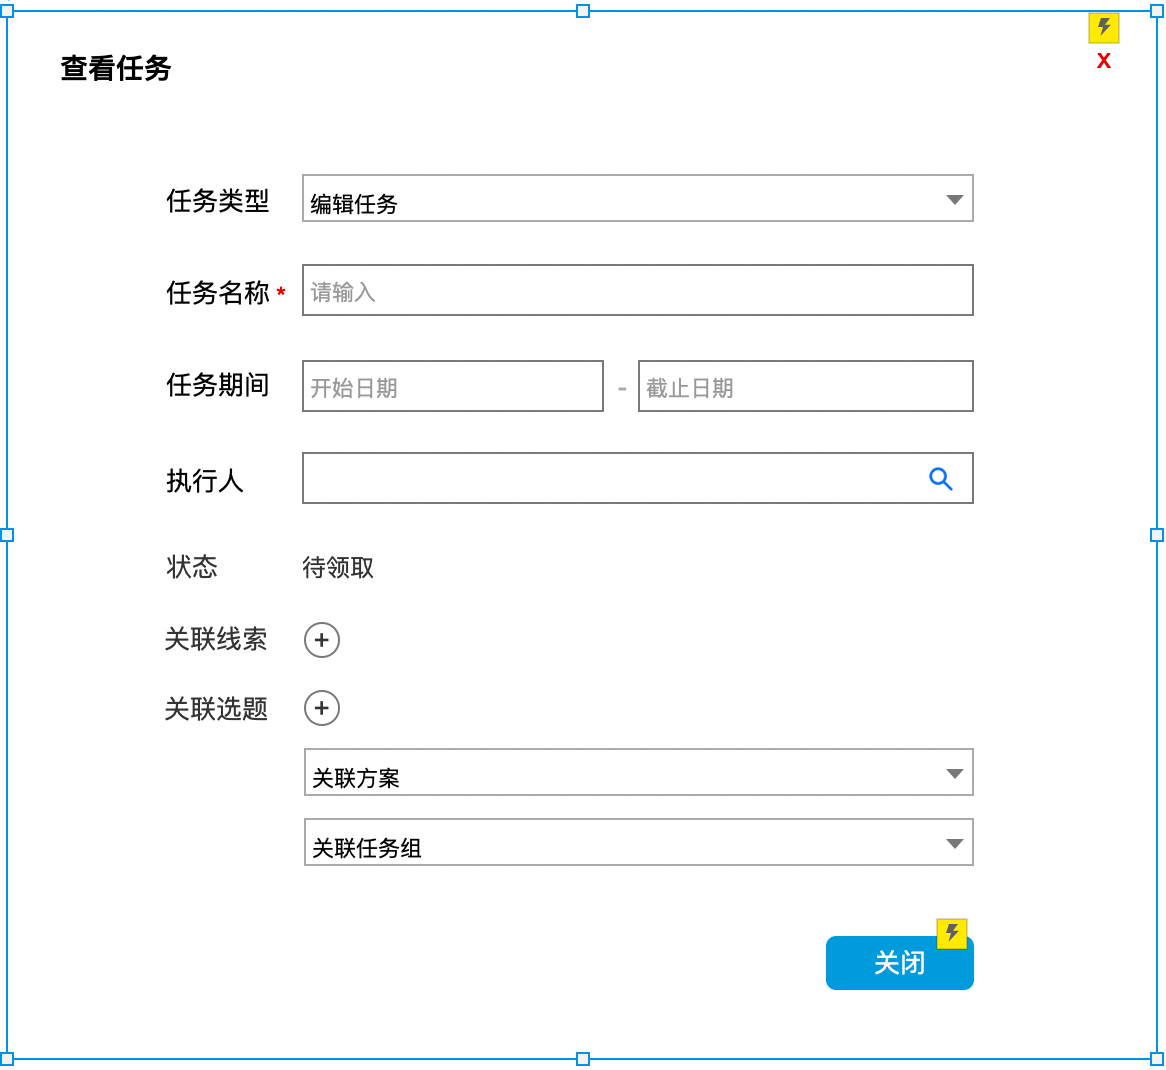 查看任务
X
任务类型 编辑任务
任务名称 * 请输入
任务期间 开始日期 - 截止日期
执行人
状态 待领取
关联线索 +
关联选题 +
关联方案
关联任务组
关闭